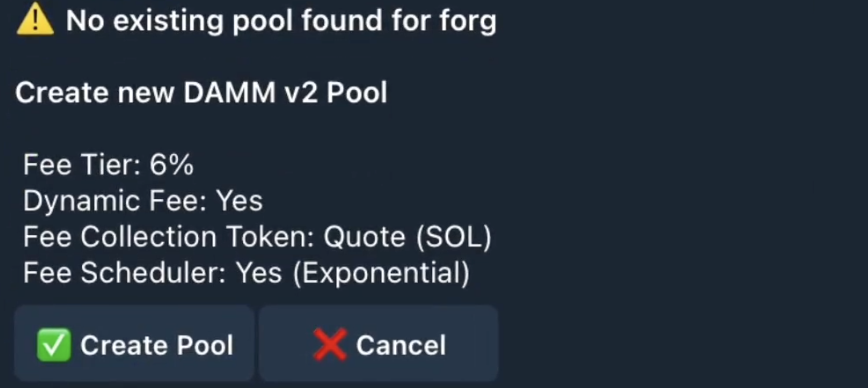 ⚠️ No existing pool found for forg
Create new DAMM v2 Pool
Fee Tier: 6%
Dynamic Fee: Yes
Fee Collection Token: Quote (SOL)
Fee Scheduler: Yes (Exponential)
✅ Create Pool
❌ Cancel